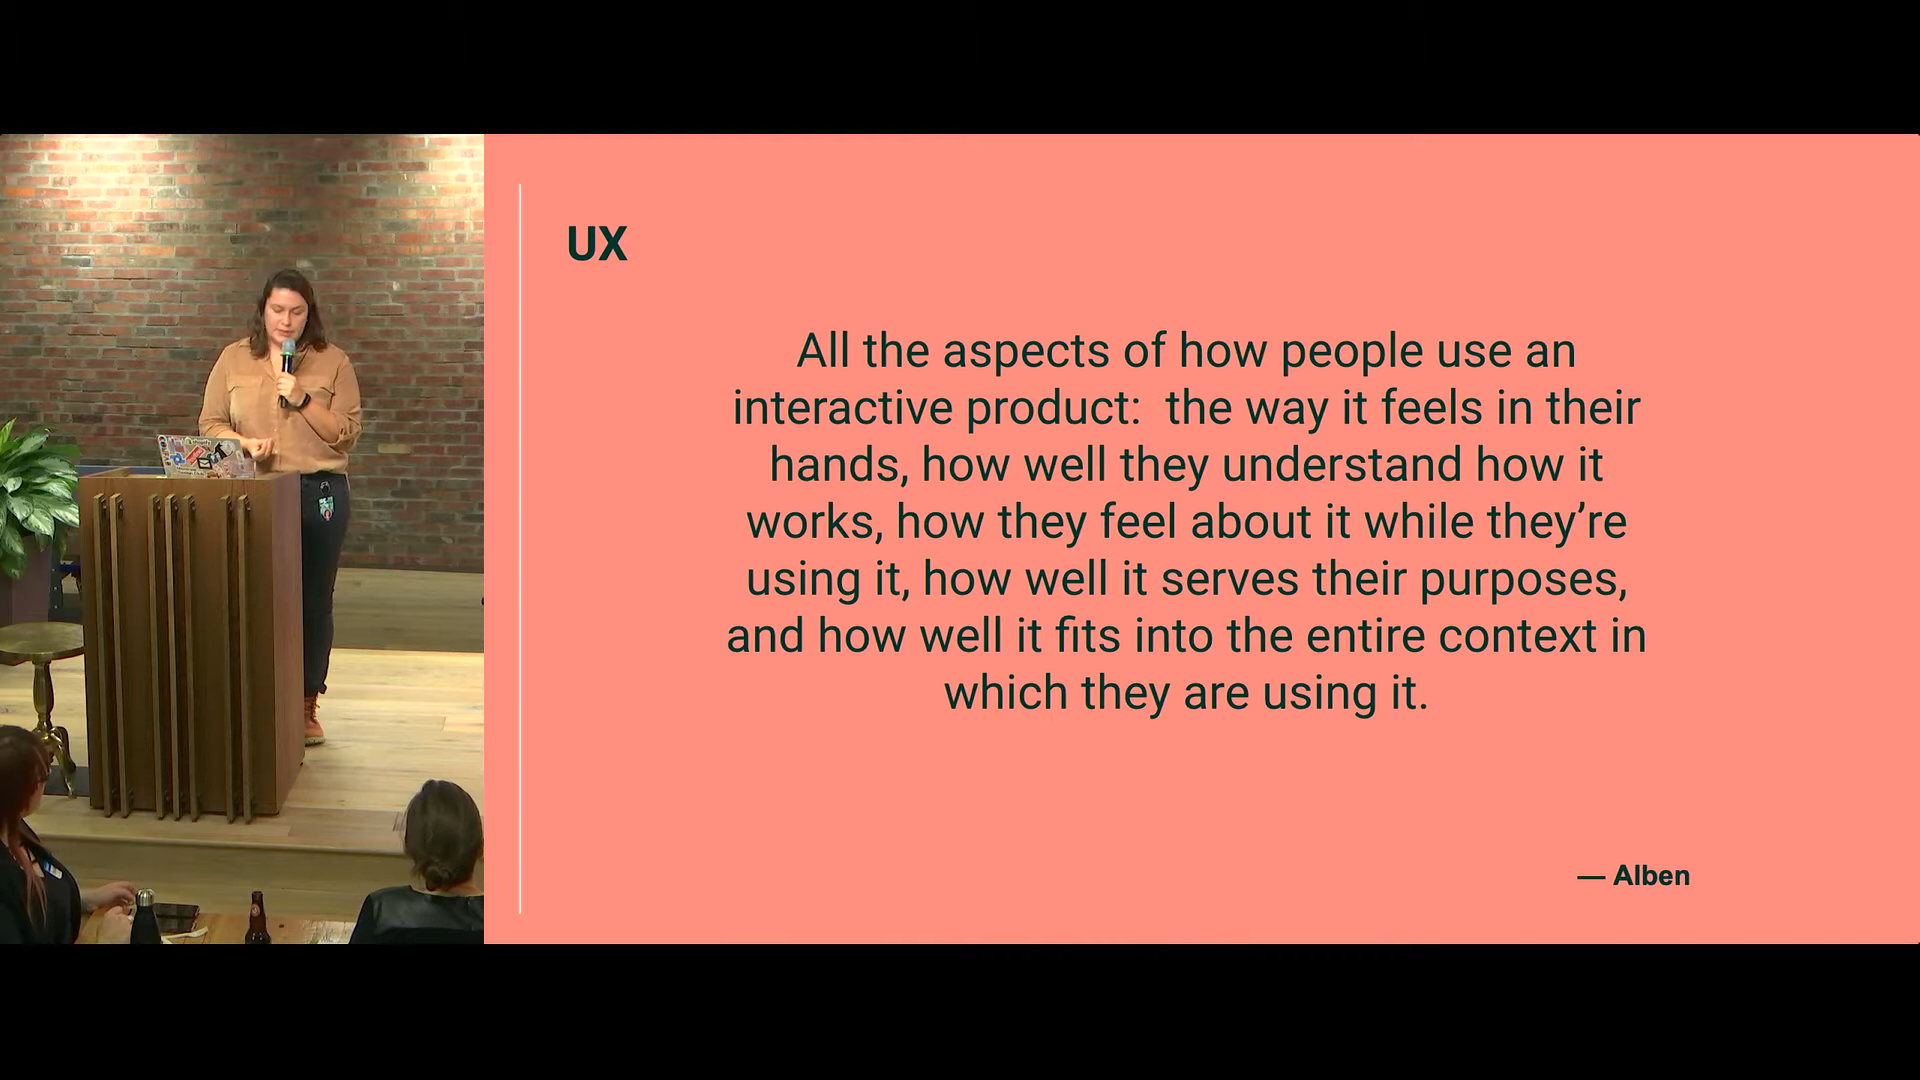 UX
All the aspects of how people use an
interactive product:  the way it feels in their
hands, how well they understand how it
works, how they feel about it while they’re
using it, how well it serves their purposes,
and how well it fits into the entire context in
which they are using it.
— Alben